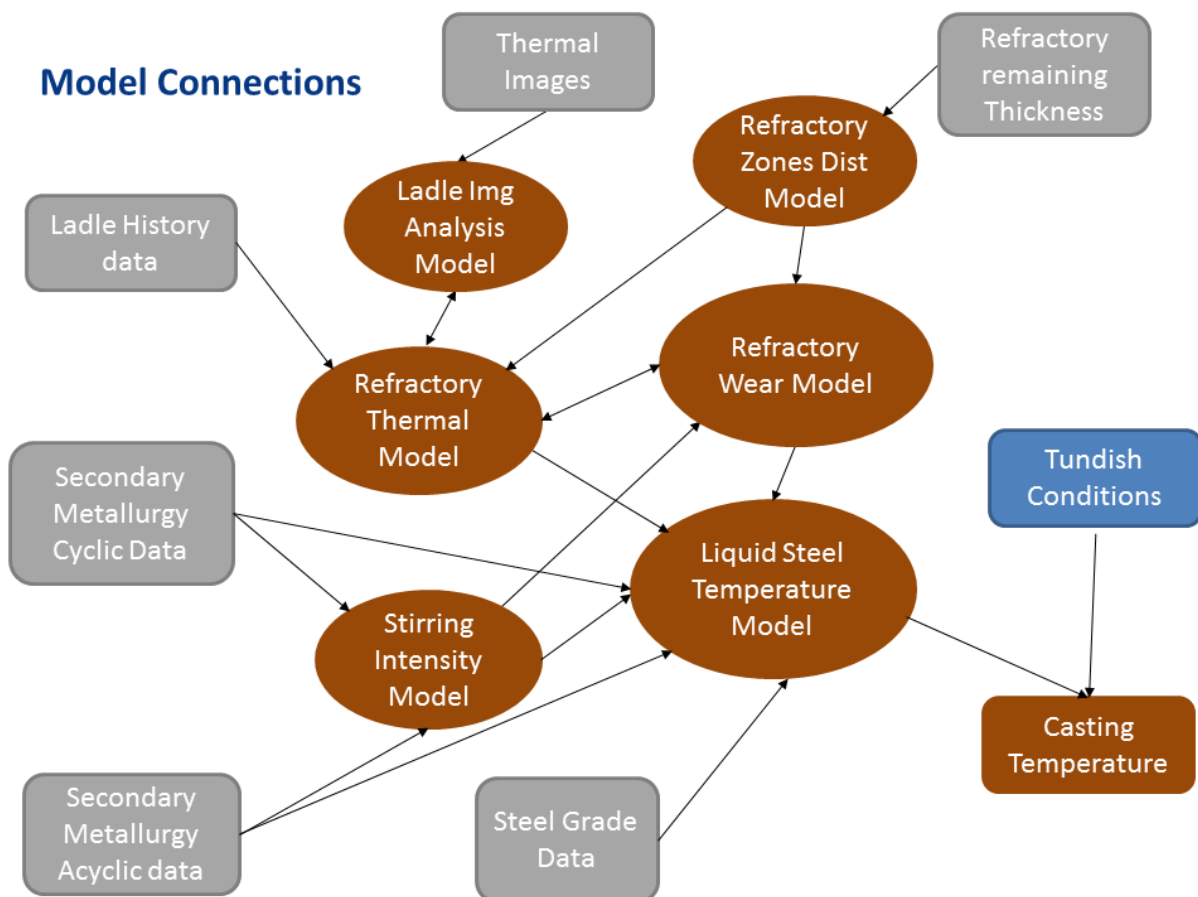 Model Connections
Thermal
Images
Refractory
remaining
Thickness
Refractory
Zones Dist
Model
Ladle Img
Analysis
Model
Ladle History
data
Refractory
Thermal
Model
Refractory
Wear Model
Secondary
Metallurgy
Cyclic Data
Tundish
Conditions
Liquid Steel
Temperature
Model
Stirring
Intensity
Model
Casting
Temperature
Secondary
Metallurgy
Acyclic data
Steel Grade
Data